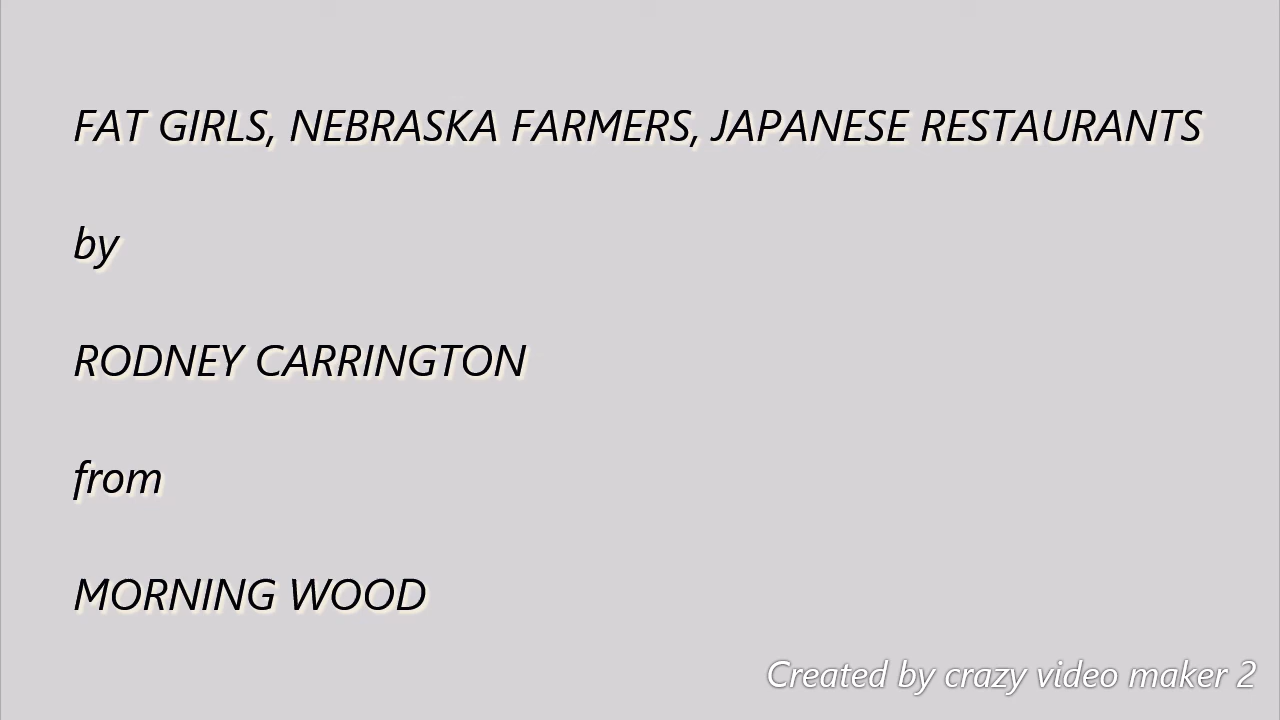 FAT GIRLS, NEBRASKA FARMERS, JAPANESE RESTAURANTS
by
RODNEY CARRINGTON
from
MORNING WOOD
Created by crazy video maker 2